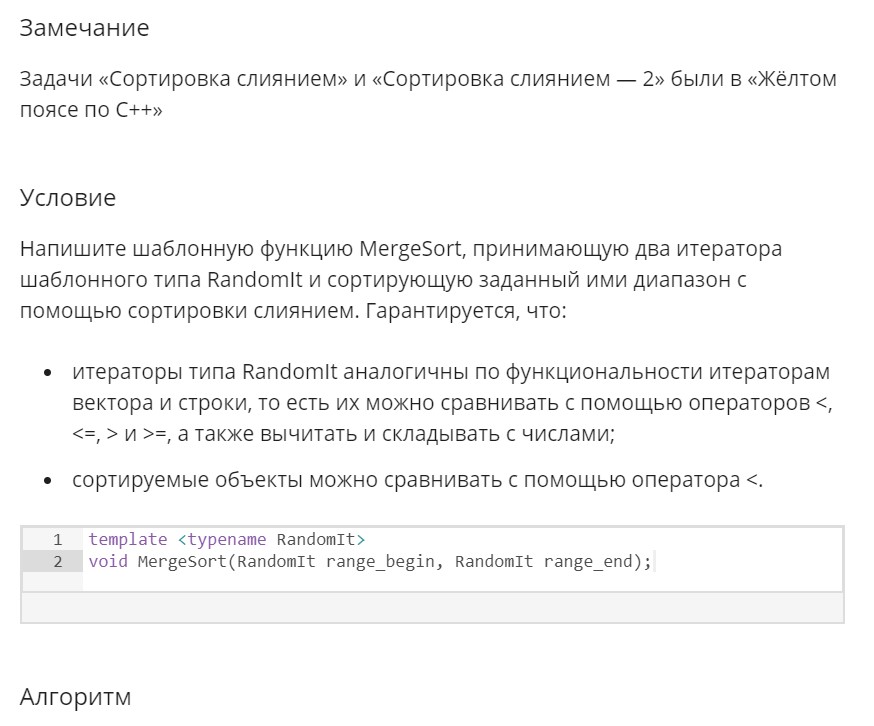 Замечание
Задачи «Сортировка слиянием» и «Сортировка слиянием — 2» были в «Жёлтом
поясе по C++»
Условие
Напишите шаблонную функцию MergeSort, принимающую два итератора
шаблонного типа RandomIt и сортирующую заданный ими диапазон с
помощью сортировки слиянием. Гарантируется, что:
• итераторы типа RandomIt аналогичны по функциональности итераторам
вектора и строки, то есть их можно сравнивать с помощью операторов <,
<=, > и >=, а также вычитать и складывать с числами;
• сортируемые объекты можно сравнивать с помощью оператора <.
1 template <typename RandomIt>
2 void MergeSort(RandomIt range_begin, RandomIt range_end);
Алгоритм